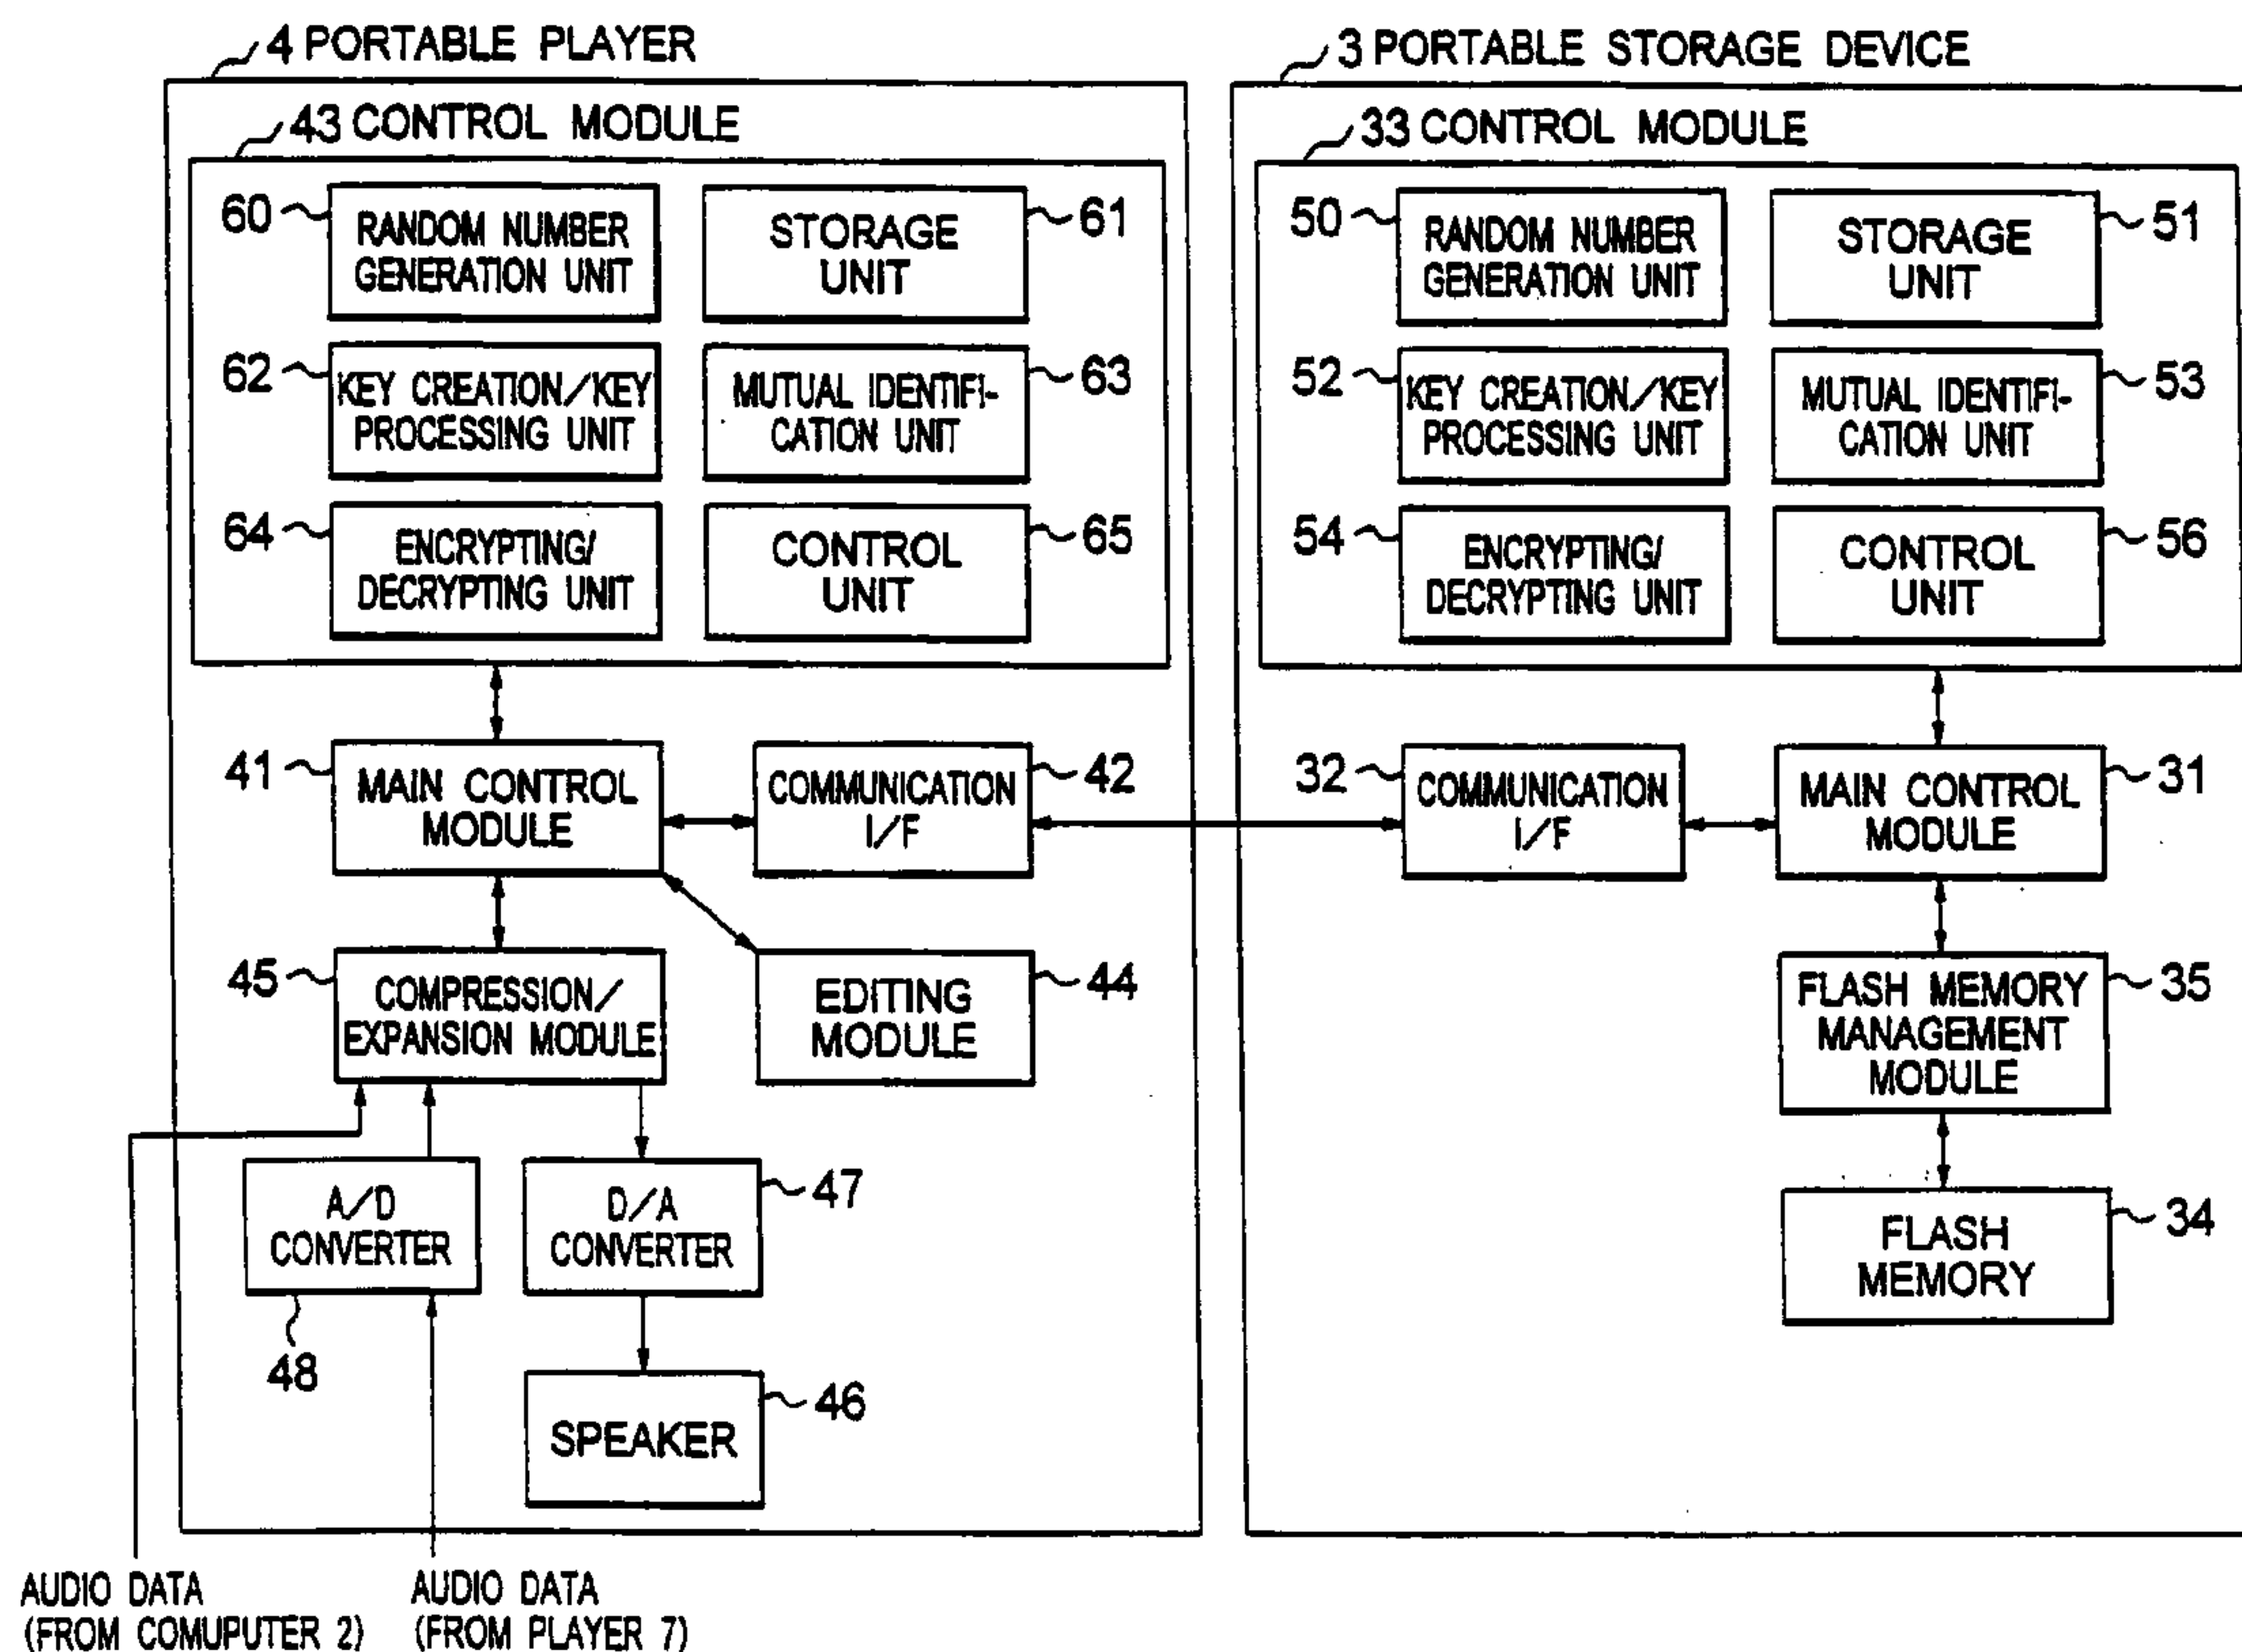 4 PORTABLE PLAYER
43 CONTROL MODULE
60
RANDOM NUMBER
GENERATION UNIT
STORAGE
UNIT
61
62
KEY CREATION/KEY
PROCESSING UNIT
MUTUAL IDENTIFI-
CATION UNIT
63
64
ENCRYPTING/
DECRYPTING UNIT
CONTROL
UNIT
65
41
MAIN CONTROL
MODULE
COMMUNICATION
I/F
42
45
COMPRESSION/
EXPANSION MODULE
EDITING
MODULE
44
A/D
CONVERTER
48
D/A
CONVERTER
47
SPEAKER
46
AUDIO DATA
(FROM COMUPUTER 2)
AUDIO DATA
(FROM PLAYER 7)
3 PORTABLE STORAGE DEVICE
33 CONTROL MODULE
50
RANDOM NUMBER
GENERATION UNIT
STORAGE
UNIT
51
52
KEY CREATION/KEY
PROCESSING UNIT
MUTUAL IDENTIFI-
CATION UNIT
53
54
ENCRYPTING/
DECRYPTING UNIT
CONTROL
UNIT
56
32
COMMUNICATION
I/F
MAIN CONTROL
MODULE
31
FLASH MEMORY
MANAGEMENT
MODULE
35
FLASH
MEMORY
34